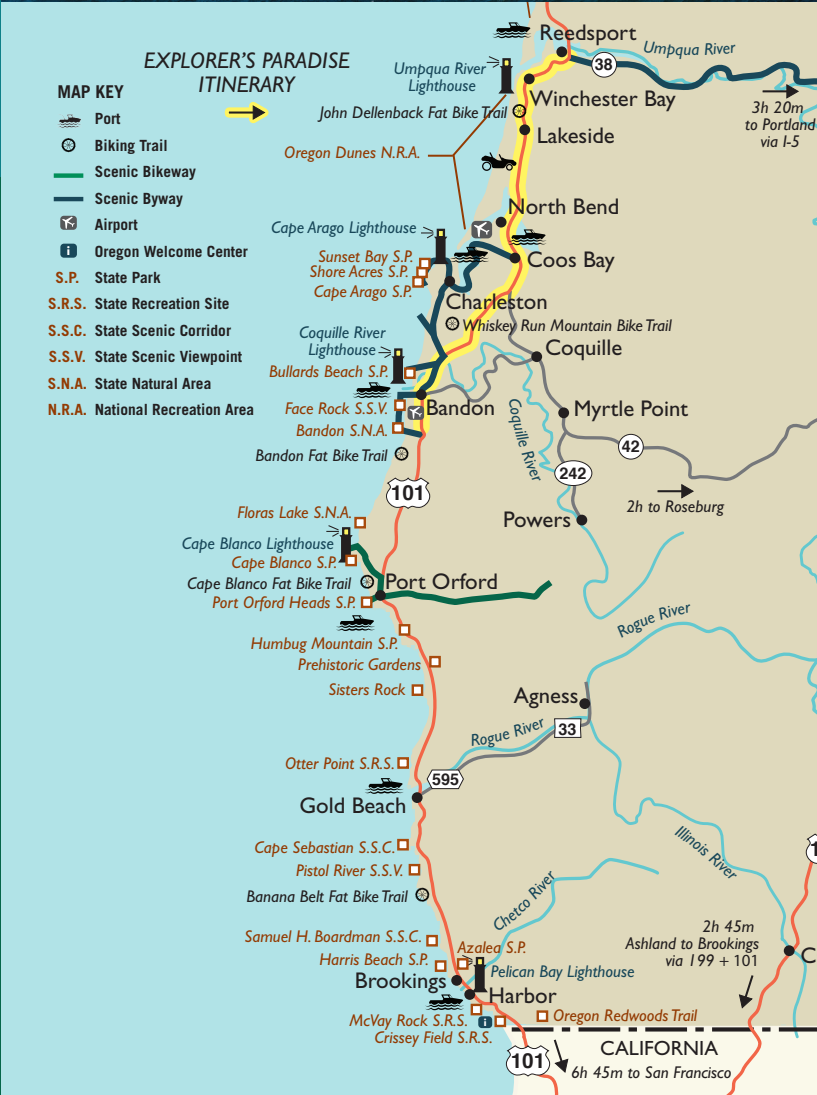 EXPLORER'S PARADISE
ITINERARY
MAP KEY
Port
Biking Trail
Scenic Bikeway
Scenic Byway
Airport
i Oregon Welcome Center
S.P. State Park
S.R.S. State Recreation Site
S.S.C. State Scenic Corridor
S.S.V. State Scenic Viewpoint
S.N.A. State Natural Area
N.R.A. National Recreation Area
Reedsport
Umpqua River
38
Umpqua River
Lighthouse
Winchester Bay
3h 20m
to Portland
via I-5
John Dellenback Fat Bike Trail
Lakeside
Oregon Dunes N.R.A.
North Bend
Cape Arago Lighthouse
Sunset Bay S.P.
Shore Acres S.P.
Cape Arago S.P.
Coos Bay
Charleston
Whiskey Run Mountain Bike Trail
Coquille River
Lighthouse
Coquille
Bullards Beach S.P.
Face Rock S.S.V.
Bandon
Coquille River
Myrtle Point
Bandon S.N.A.
42
Bandon Fat Bike Trail
242
101
2h to Roseburg
Floras Lake S.N.A.
Powers
Cape Blanco Lighthouse
Cape Blanco S.P.
Cape Blanco Fat Bike Trail
Port Orford
Port Orford Heads S.P.
Rogue River
Humbug Mountain S.P.
Prehistoric Gardens
Sisters Rock
Agness
Rogue River
33
Otter Point S.R.S.
595
Gold Beach
Illinois River
Cape Sebastian S.S.C.
Pistol River S.S.V.
Banana Belt Fat Bike Trail
Chetco River
2h 45m
Ashland to Brookings
via 199 + 101
Samuel H. Boardman S.S.C.
Azalea S.P.
Harris Beach S.P.
Pelican Bay Lighthouse
Brookings
Harbor
McVay Rock S.R.S.
i
Oregon Redwoods Trail
Crissey Field S.R.S.
101
CALIFORNIA
6h 45m to San Francisco